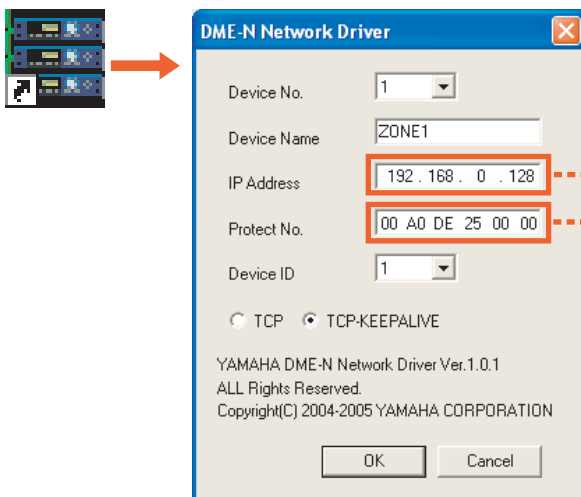 DME-N Network Driver
Device No. 1
Device Name ZONE1
IP Address 192 . 168 . 0 . 128
Protect No. 00 A0 DE 25 00 00
Device ID 1
TCP TCP-KEEPALIVE
YAMAHA DME-N Network Driver Ver.1.0.1
ALL Rights Reserved.
Copyright(C) 2004-2005 YAMAHA CORPORATION
OK Cancel